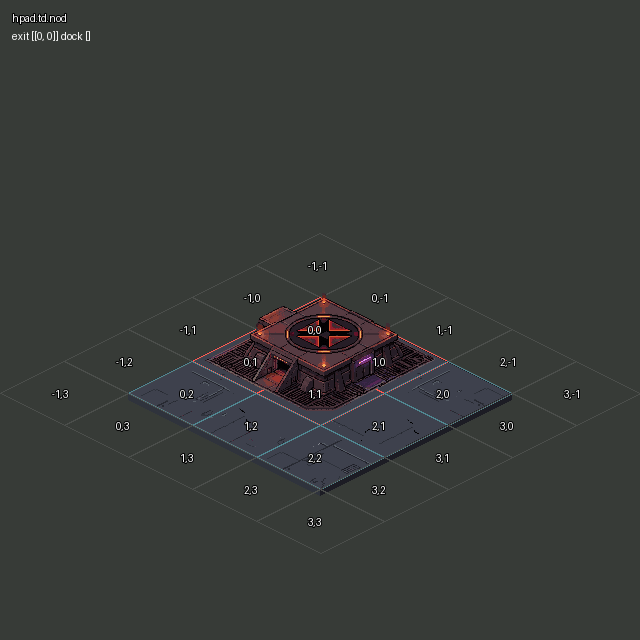 hpad.td.nod
exit [[0, 0]] dock []
-1,-1
-1,0 0,-1
-1,1 0,0 1,-1
-1,2 0,1 1,0 2,-1
-1,3 0,2 1,1 2,0 3,-1
0,3 1,2 2,1 3,0
1,3 2,2 3,1
2,3 3,2
3,3